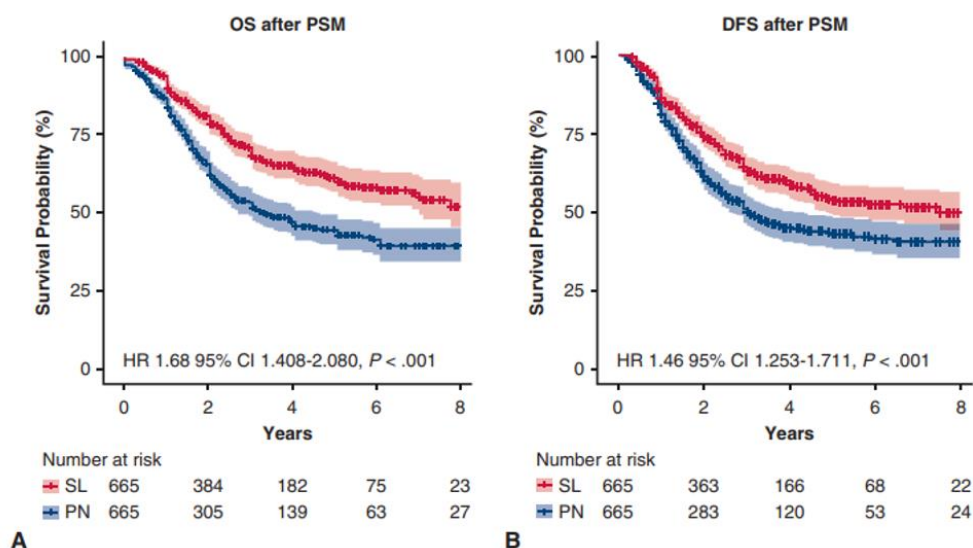 OS after PSM
100
75
50
25
0
Survival Probability (%)
HR 1.68 95% CI 1.408-2.080, P < .001
0 2 4 6 8
Years
Number at risk
SL 665 384 182 75 23
PN 665 305 139 63 27
A
DFS after PSM
100
75
50
25
0
Survival Probability (%)
HR 1.46 95% CI 1.253-1.711, P < .001
0 2 4 6 8
Years
Number at risk
SL 665 363 166 68 22
PN 665 283 120 53 24
B